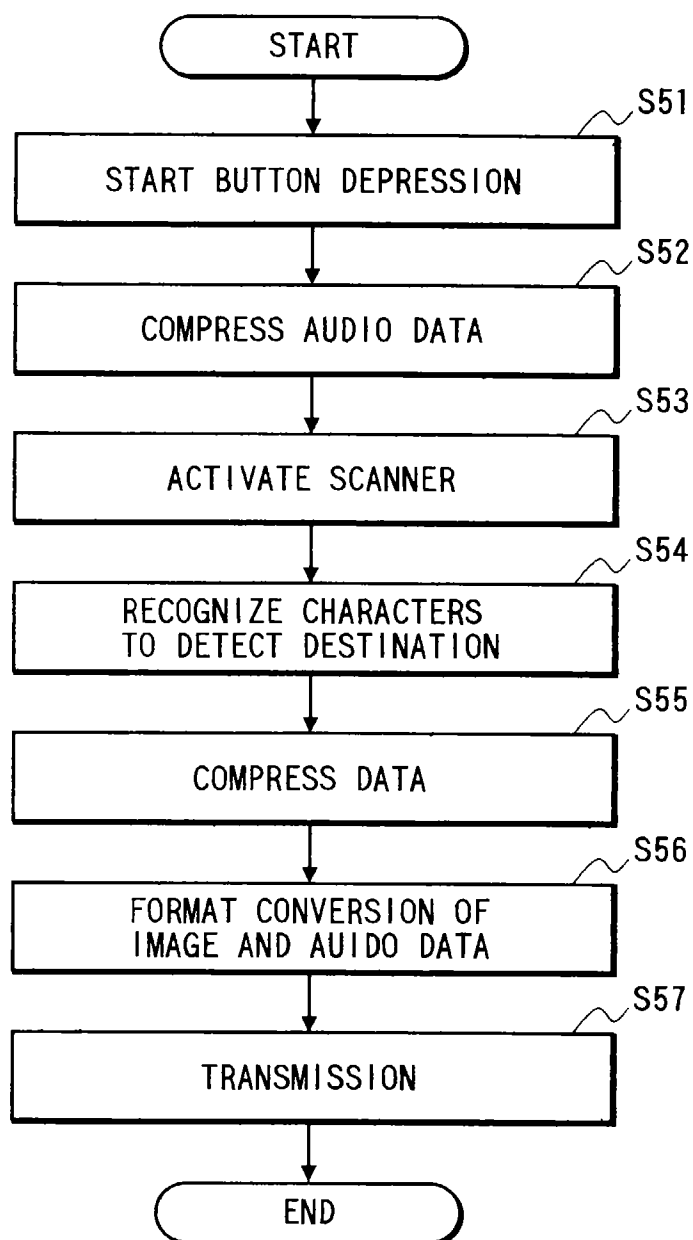 START
S51
START BUTTON DEPRESSION
S52
COMPRESS AUDIO DATA
S53
ACTIVATE SCANNER
S54
RECOGNIZE CHARACTERS
TO DETECT DESTINATION
S55
COMPRESS DATA
S56
FORMAT CONVERSION OF
IMAGE AND AUIDO DATA
S57
TRANSMISSION
END